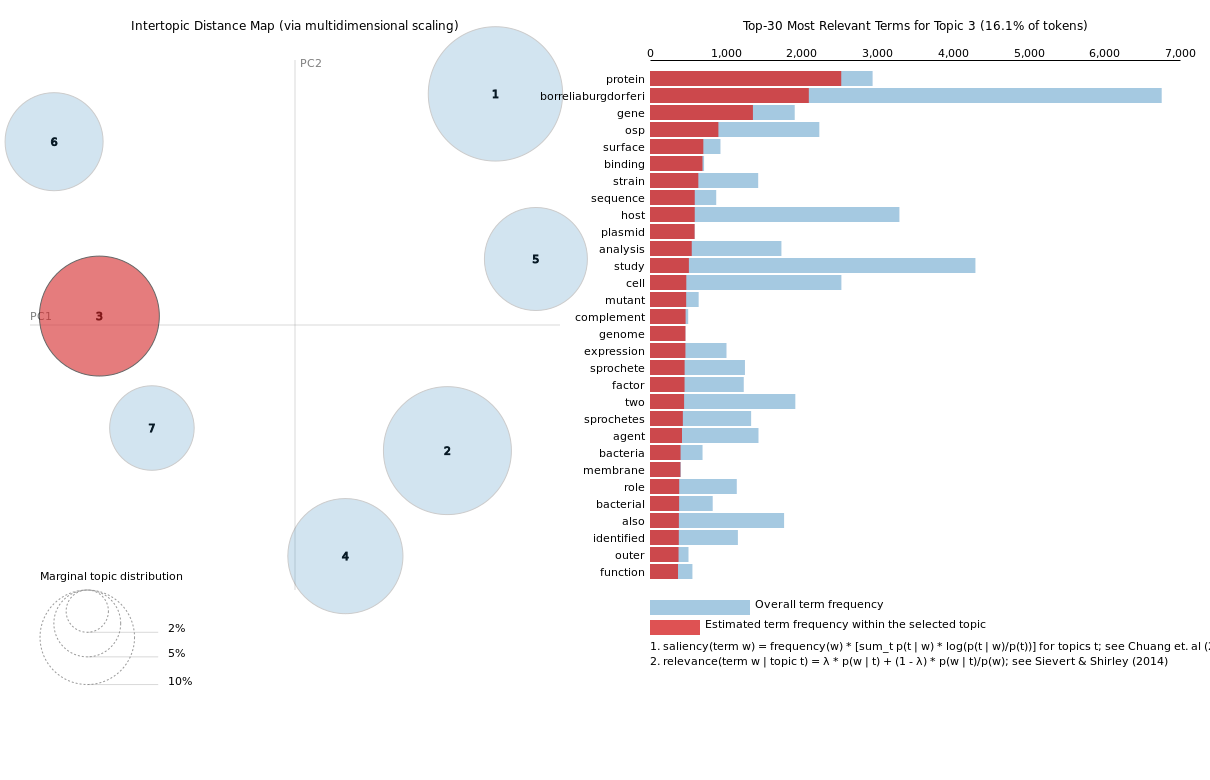 Intertopic Distance Map (via multidimensional scaling)
PC2
PC1
1
2
3
4
5
6
7
Marginal topic distribution
2%
5%
10%
Top-30 Most Relevant Terms for Topic 3 (16.1% of tokens)
0 1,000 2,000 3,000 4,000 5,000 6,000 7,000
protein
borreliaburgdorferi
gene
osp
surface
binding
strain
sequence
host
plasmid
analysis
study
cell
mutant
complement
genome
expression
sprochete
factor
two
sprochetes
agent
bacteria
membrane
role
bacterial
also
identified
outer
function
Overall term frequency
Estimated term frequency within the selected topic
1. saliency(term w) = frequency(w) * [sum_t p(t | w) * log(p(t | w)/p(t))] for topics t; see Chuang et. al
2. relevance(term w | topic t) = λ * p(w | t) + (1 - λ) * p(w | t)/p(w); see Sievert & Shirley (2014)